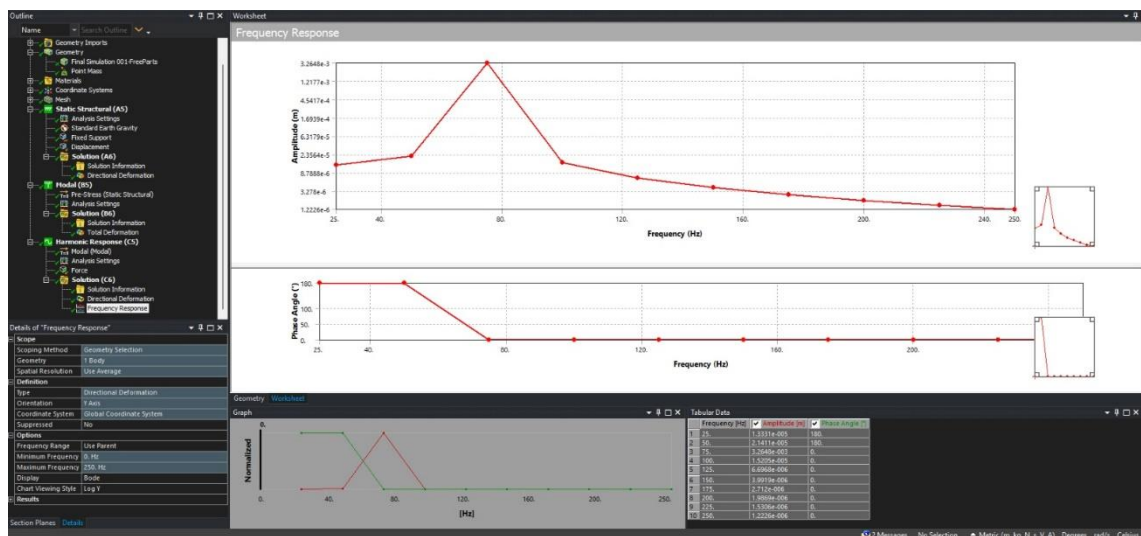 Outline
Name Search Outline
Geometry Imports
Geometry
Final Simulation 001-FreeParts
Point Mass
Materials
Coordinate Systems
Mesh
Static Structural (A5)
Analysis Settings
Standard Earth Gravity
Fixed Support
Displacement
Solution (A6)
Solution Information
Directional Deformation
Modal (B5)
Pre-Stress (Static Structural)
Analysis Settings
Solution (B6)
Solution Information
Total Deformation
Harmonic Response (C5)
Modal (Modal)
Analysis Settings
Force
Solution (C6)
Solution Information
Directional Deformation
Frequency Response
Details of "Frequency Response"
Scope
Scoping Method Geometry Selection
Geometry 1 Body
Spatial Resolution Use Average
Definition
Type Directional Deformation
Orientation Y Axis
Coordinate System Global Coordinate System
Suppressed No
Options
Frequency Range Use Parent
Minimum Frequency 0. Hz
Maximum Frequency 250. Hz
Display Bode
Chart Viewing Style Log Y
Results
Section Planes Details
Worksheet
Frequency Response
Amplitude (m)
3.2648e-3
1.2177e-3
4.5417e-4
1.6939e-4
6.3179e-5
2.3564e-5
8.7888e-6
3.278e-6
1.2226e-6
25. 40. 80. 120. 160. 200. 240. 250.
Frequency (Hz)
Phase Angle (°)
180.
100.
50.
0.
25. 40. 80. 120. 160. 200.
Frequency (Hz)
Geometry Worksheet
Graph
Normalized
0.
0. 40. 80. 120. 160. 200. 250.
[Hz]
Tabular Data
Frequency [Hz] Amplitude [m] Phase Angle [°]
1 25. 1.3331e-005 180.
2 50. 2.1411e-005 180.
3 75. 3.2648e-003 0.
4 100. 1.5205e-005 0.
5 125. 6.6968e-006 0.
6 150. 3.9919e-006 0.
7 175. 2.712e-006 0.
8 200. 1.9869e-006 0.
9 225. 1.5306e-006 0.
10 250. 1.2226e-006 0.
2 Messages No Selection Metric (m, kg, N, s, V, A) Degrees rad/s Celsius